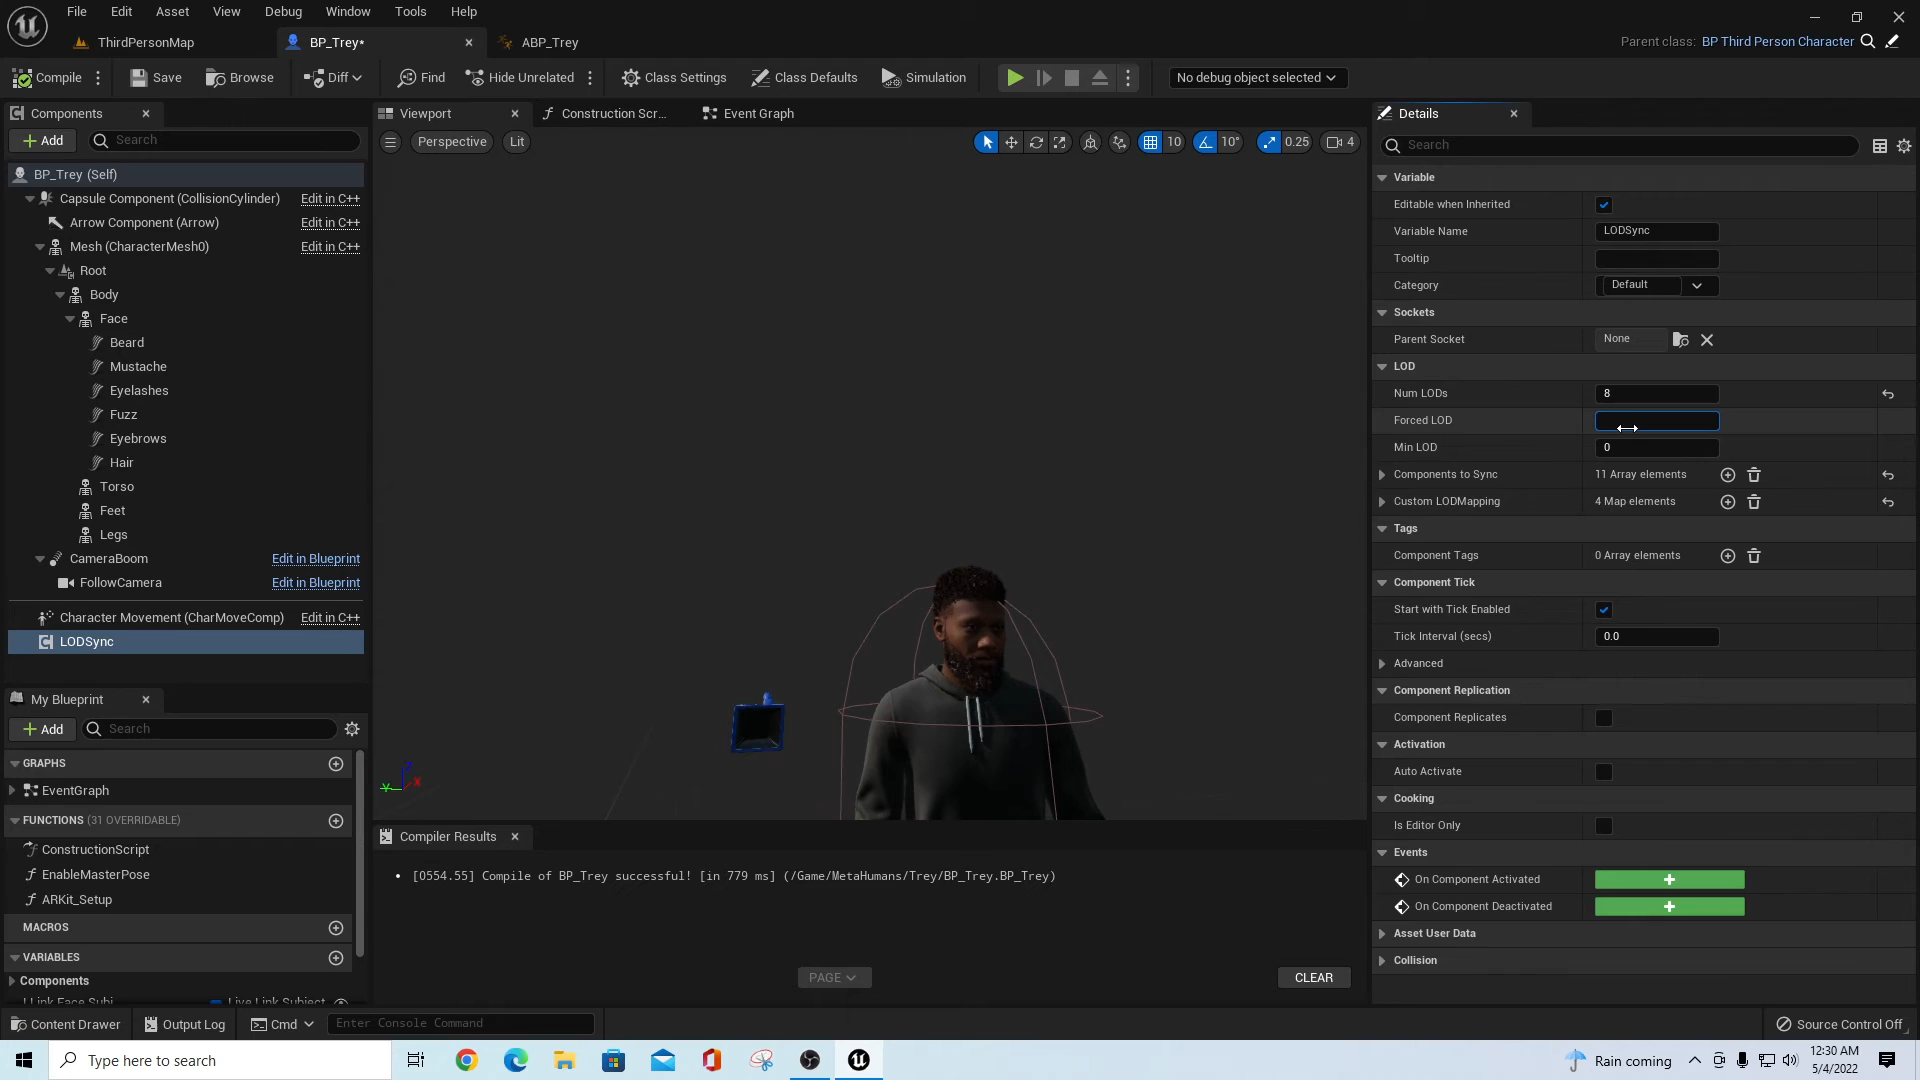 File Edit Asset View Debug Window Tools Help
ThirdPersonMap BP_Trey* ABP_Trey Parent class: BP Third Person Character
Compile Save Browse Diff Find Hide Unrelated Class Settings Class Defaults Simulation No debug object selected
Components Viewport Construction Scr... Event Graph Details
Add Search Perspective Lit 10 10° 0.25 4 Search
BP_Trey (Self) Variable
Capsule Component (CollisionCylinder) Edit in C++ Editable when Inherited
Arrow Component (Arrow) Edit in C++ Variable Name LODSync
Mesh (CharacterMesh0) Edit in C++ Tooltip
Root Category Default
Body Sockets
Face Parent Socket None
Beard LOD
Mustache Num LODs 8
Eyelashes Forced LOD
Fuzz Min LOD 0
Eyebrows Components to Sync 11 Array elements
Hair Custom LODMapping 4 Map elements
Torso Tags
Feet Component Tags 0 Array elements
Legs Component Tick
CameraBoom Edit in Blueprint Start with Tick Enabled
FollowCamera Edit in Blueprint Tick Interval (secs) 0.0
Character Movement (CharMoveComp) Edit in C++ Advanced
LODSync Component Replication
My Blueprint Component Replicates
Add Search Activation
GRAPHS Auto Activate
EventGraph Cooking
FUNCTIONS (31 OVERRIDABLE) Is Editor Only
ConstructionScript Compiler Results Events
EnableMasterPose [0554.55] Compile of BP_Trey successful! [in 779 ms] (/Game/MetaHumans/Trey/BP_Trey.BP_Trey) On Component Activated
ARKit_Setup On Component Deactivated
MACROS Asset User Data
VARIABLES Collision
Components PAGE CLEAR
Live Link Subject
Content Drawer Output Log Cmd Enter Console Command Source Control Off
Type here to search Rain coming 12:30 AM
5/4/2022